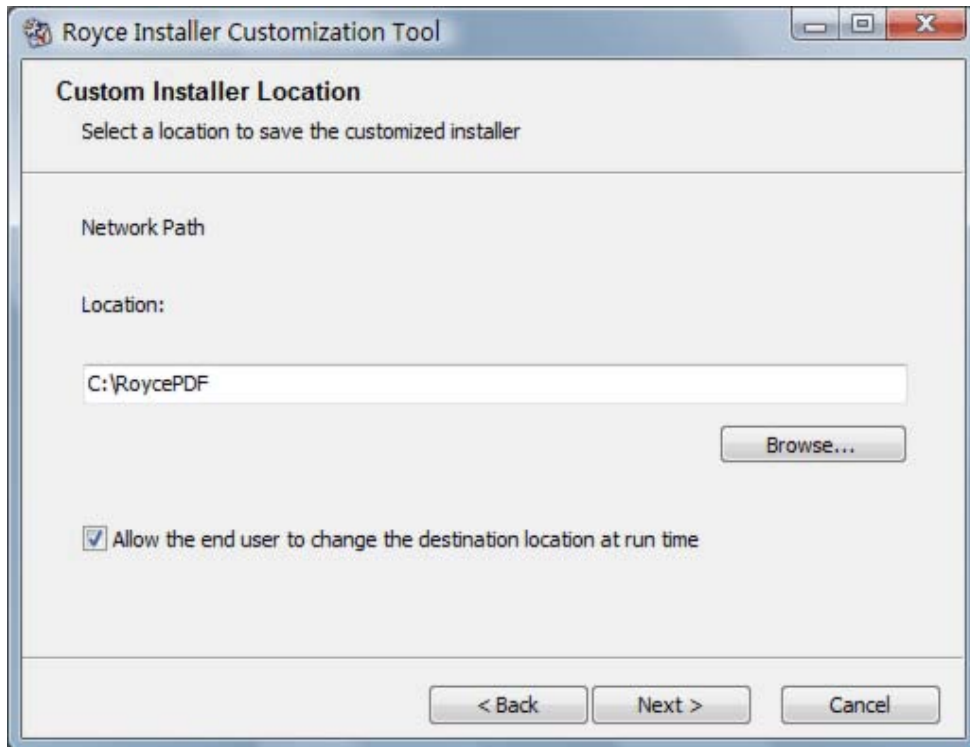 Royce Installer Customization Tool
Custom Installer Location
Select a location to save the customized installer
Network Path
Location:
C:\RoycePDF
Browse...
Allow the end user to change the destination location at run time
< Back Next > Cancel